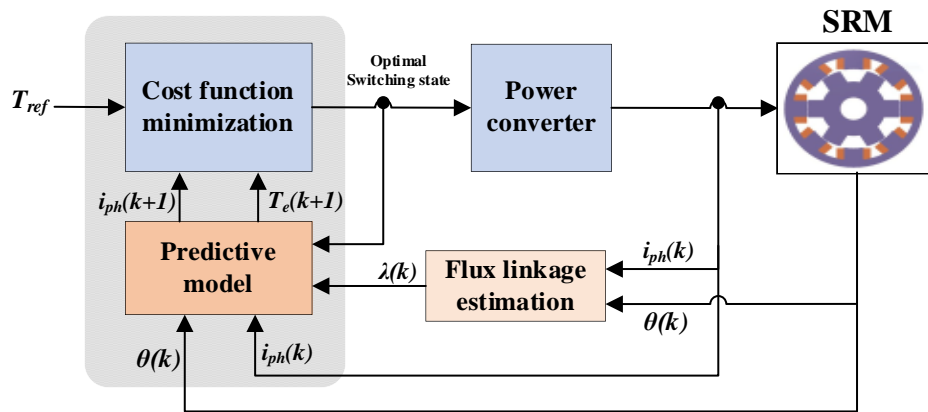 SRM
Optimal
Switching state
T_ref
Cost function
minimization
Power
converter
i_ph(k+1)
T_e(k+1)
Predictive
model
λ(k)
Flux linkage
estimation
i_ph(k)
θ(k)
θ(k)
i_ph(k)